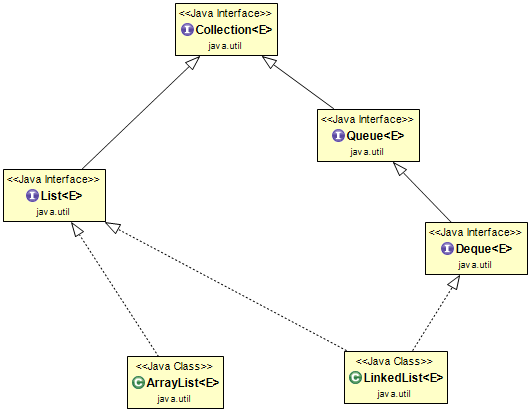 <<Java Interface>>
Collection<E>
java.util
<<Java Interface>>
Queue<E>
java.util
<<Java Interface>>
List<E>
java.util
<<Java Interface>>
Deque<E>
java.util
<<Java Class>>
ArrayList<E>
java.util
<<Java Class>>
LinkedList<E>
java.util